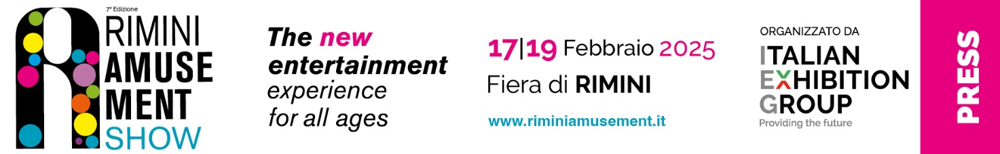 7ª Edizione
RIMINI
AMUSE
MENT
SHOW
The new
entertainment
experience
for all ages
17|19 Febbraio 2025
Fiera di RIMINI
www.riminiamusement.it
ORGANIZZATO DA
ITALIAN
EXHIBITION
GROUP
Providing the future
PRESS